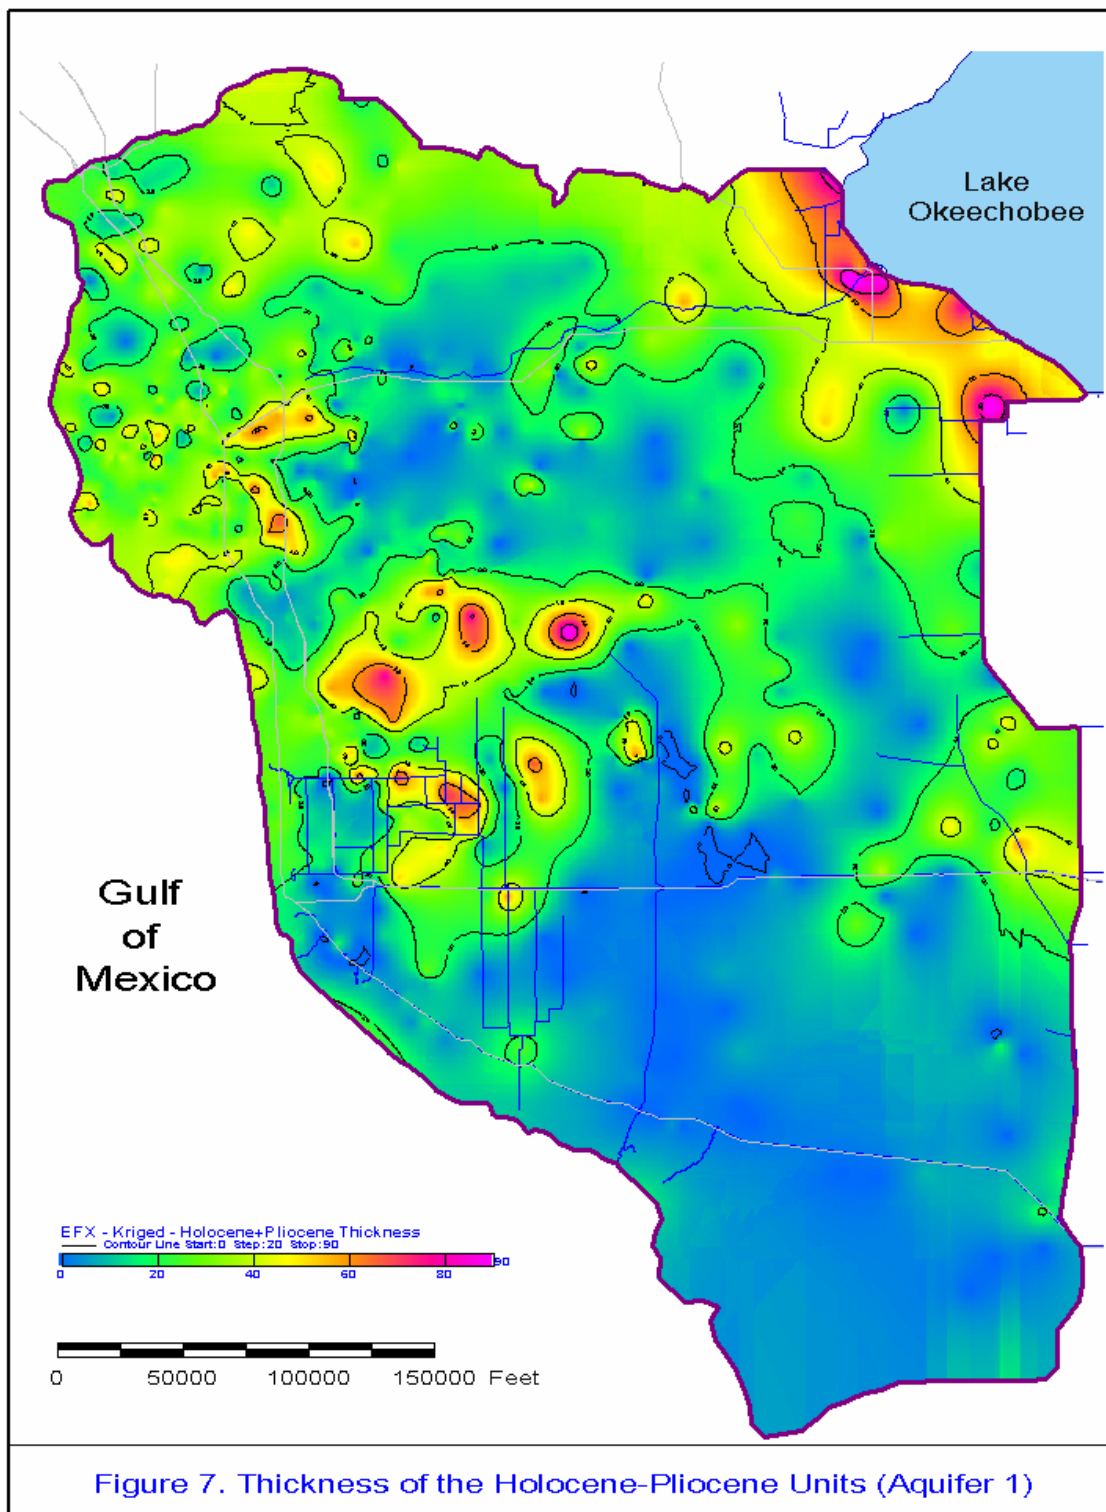 Lake
Okeechobee
Gulf
of
Mexico
EFX - Kriged - Holocene+Pliocene Thickness
Contour Line Start:0 Step:20 Stop:90
90
0 20 40 60 80
0 50000 100000 150000 Feet
Figure 7. Thickness of the Holocene-Pliocene Units (Aquifer 1)